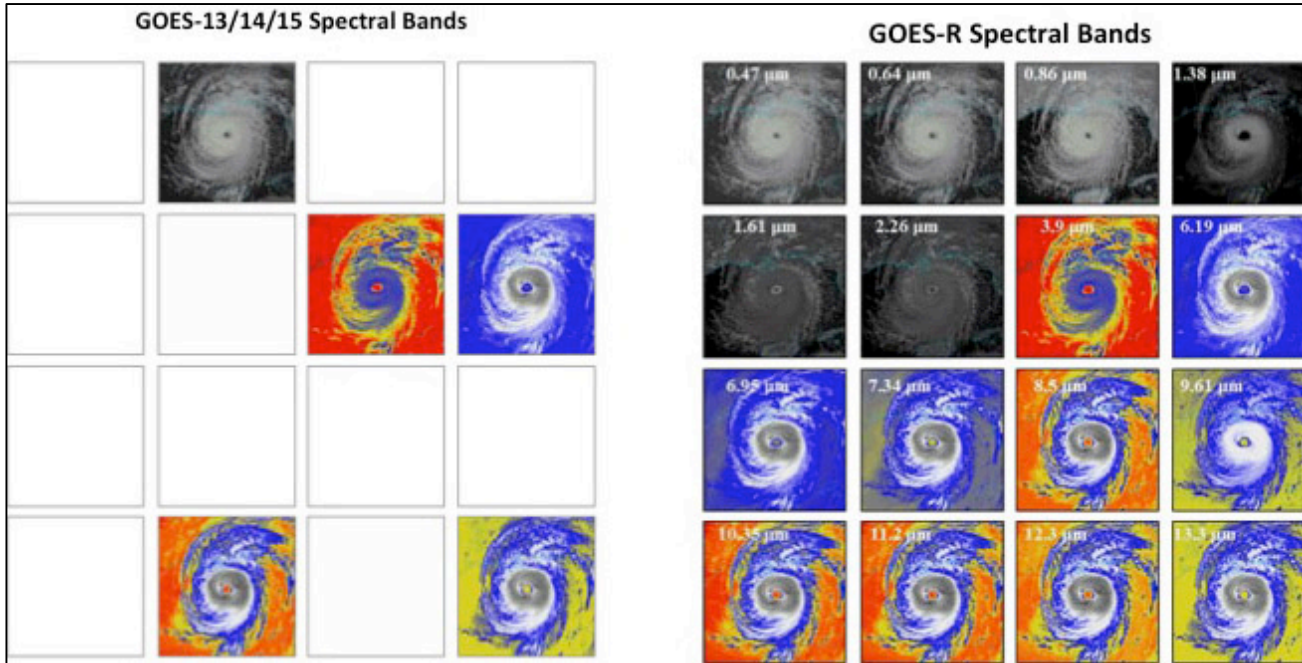 GOES-13/14/15 Spectral Bands
GOES-R Spectral Bands
0.47 μm 0.64 μm 0.86 μm 1.38 μm
1.61 μm 2.26 μm 3.9 μm 6.19 μm
6.95 μm 7.34 μm 8.5 μm 9.61 μm
10.35 μm 11.2 μm 12.3 μm 13.3 μm